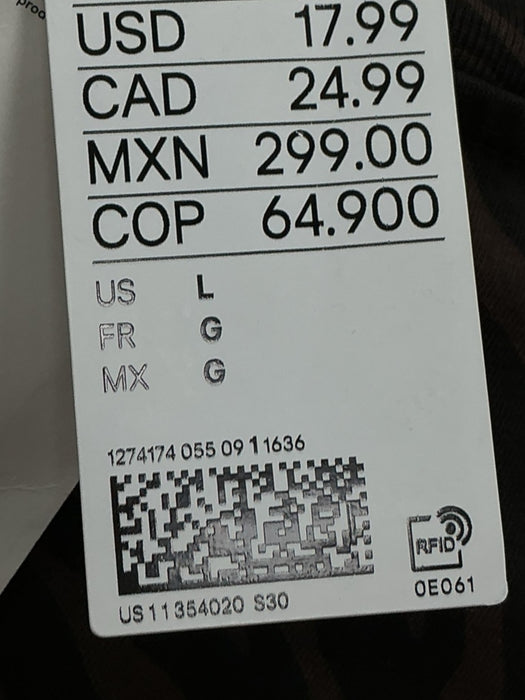 prod
USD 17.99
CAD 24.99
MXN 299.00
COP 64.900
US L
FR G
MX G
1274174 055 09 1 1636
RFID
0E061
US11354020 S30